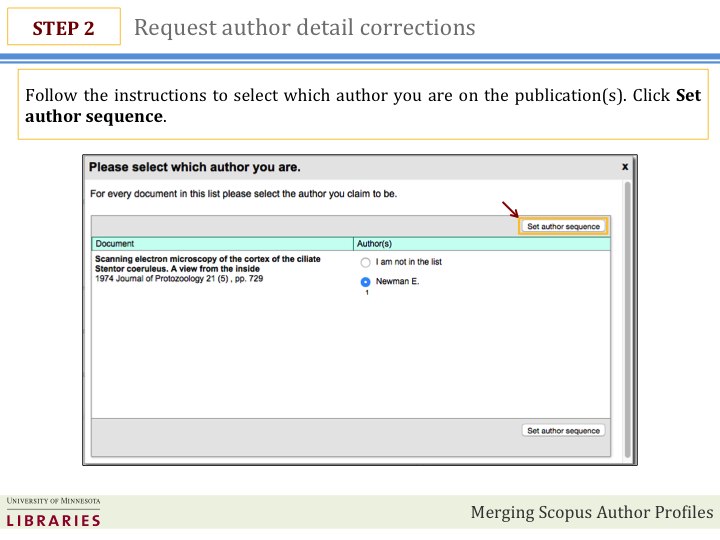 STEP 2
Request author detail corrections
Follow the instructions to select which author you are on the publication(s). Click Set
author sequence.
Please select which author you are.
x
For every document in this list please select the author you claim to be.
Set author sequence
Document
Author(s)
Scanning electron microscopy of the cortex of the ciliate
Stentor coeruleus. A view from the inside
1974 Journal of Protozoology 21 (5) , pp. 729
I am not in the list
Newman E.
1
Set author sequence
UNIVERSITY OF MINNESOTA
LIBRARIES
Merging Scopus Author Profiles